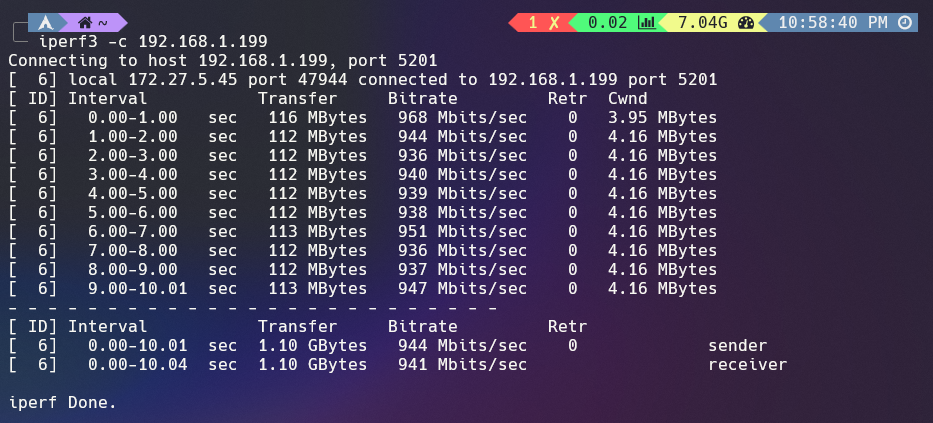 ~ 1 ✘ 0.02 7.04G 10:58:40 PM
iperf3 -c 192.168.1.199
Connecting to host 192.168.1.199, port 5201
[  6] local 172.27.5.45 port 47944 connected to 192.168.1.199 port 5201
[ ID] Interval           Transfer     Bitrate         Retr  Cwnd
[  6]   0.00-1.00   sec   116 MBytes   968 Mbits/sec    0   3.95 MBytes
[  6]   1.00-2.00   sec   112 MBytes   944 Mbits/sec    0   4.16 MBytes
[  6]   2.00-3.00   sec   112 MBytes   936 Mbits/sec    0   4.16 MBytes
[  6]   3.00-4.00   sec   112 MBytes   940 Mbits/sec    0   4.16 MBytes
[  6]   4.00-5.00   sec   112 MBytes   939 Mbits/sec    0   4.16 MBytes
[  6]   5.00-6.00   sec   112 MBytes   938 Mbits/sec    0   4.16 MBytes
[  6]   6.00-7.00   sec   113 MBytes   951 Mbits/sec    0   4.16 MBytes
[  6]   7.00-8.00   sec   112 MBytes   936 Mbits/sec    0   4.16 MBytes
[  6]   8.00-9.00   sec   112 MBytes   937 Mbits/sec    0   4.16 MBytes
[  6]   9.00-10.01  sec   113 MBytes   947 Mbits/sec    0   4.16 MBytes
- - - - - - - - - - - - - - - - - - - - - - - - -
[ ID] Interval           Transfer     Bitrate         Retr
[  6]   0.00-10.01  sec  1.10 GBytes   944 Mbits/sec    0             sender
[  6]   0.00-10.04  sec  1.10 GBytes   941 Mbits/sec                  receiver
iperf Done.